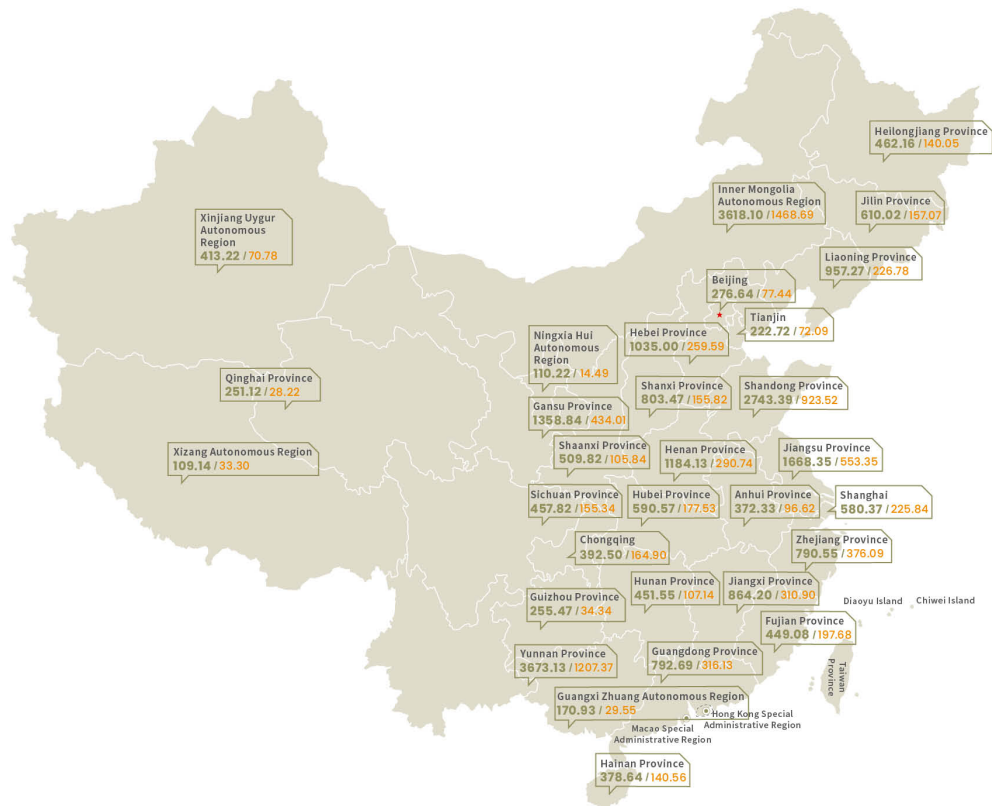 Heilongjiang Province
462.16 / 140.05
Inner Mongolia
Autonomous Region
3618.10 / 1468.69
Jilin Province
610.02 / 157.07
Xinjiang Uygur
Autonomous
Region
413.22 / 70.78
Liaoning Province
957.27 / 226.78
Beijing
276.64 / 77.44
Tianjin
222.72 / 72.09
Ningxia Hui
Autonomous
Region
110.22 / 14.49
Hebei Province
1035.00 / 259.59
Qinghai Province
251.12 / 28.22
Shanxi Province
803.47 / 155.82
Shandong Province
2743.39 / 923.52
Gansu Province
1358.84 / 434.01
Xizang Autonomous Region
109.14 / 33.30
Shaanxi Province
509.82 / 105.84
Henan Province
1184.13 / 290.74
Jiangsu Province
1668.35 / 553.35
Sichuan Province
457.82 / 155.34
Hubei Province
590.57 / 177.53
Anhui Province
372.33 / 96.62
Shanghai
580.37 / 225.84
Chongqing
392.50 / 164.90
Zhejiang Province
790.55 / 376.09
Guizhou Province
255.47 / 34.34
Hunan Province
451.55 / 107.14
Jiangxi Province
864.20 / 310.90
Diaoyu Island
Chiwei Island
Fujian Province
449.08 / 197.68
Yunnan Province
3673.13 / 1207.37
Guangdong Province
792.69 / 316.13
Taiwan
Province
Guangxi Zhuang Autonomous Region
170.93 / 29.55
Hong Kong Special
Administrative Region
Macao Special
Administrative Region
Hainan Province
378.64 / 140.56